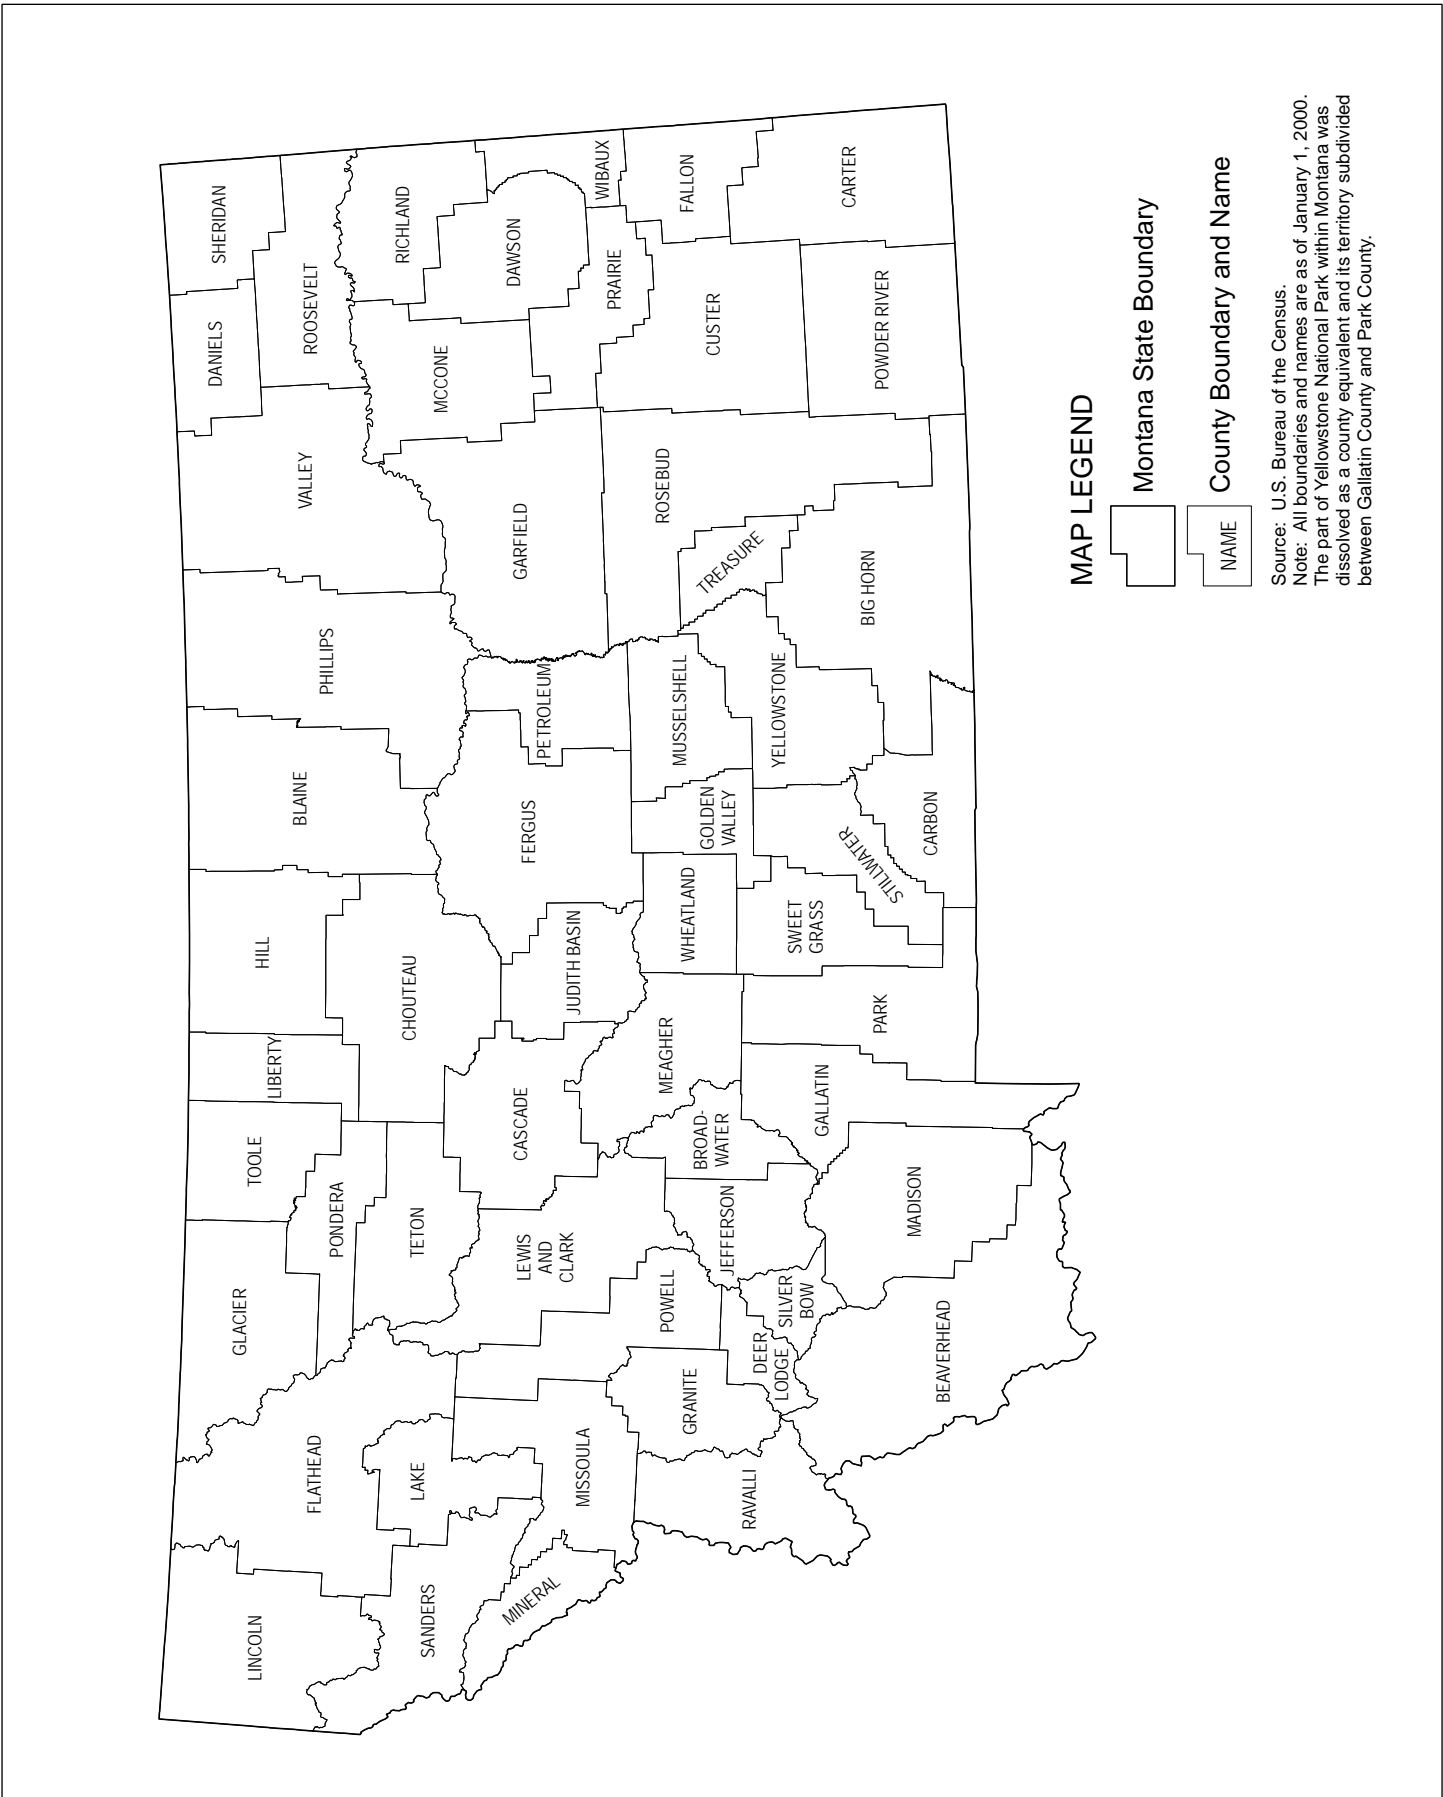 LINCOLN
FLATHEAD
GLACIER
TOOLE
LIBERTY
HILL
BLAINE
PHILLIPS
VALLEY
DANIELS
SHERIDAN
ROOSEVELT
SANDERS
LAKE
PONDERA
TETON
CHOUTEAU
RICHLAND
MCCONE
DAWSON
WIBAUX
MINERAL
MISSOULA
LEWIS
AND
CLARK
CASCADE
JUDITH BASIN
FERGUS
PETROLEUM
GARFIELD
PRAIRIE
RAVALLI
GRANITE
POWELL
JEFFERSON
BROAD-
WATER
MEAGHER
WHEATLAND
GOLDEN
VALLEY
MUSSELSHELL
ROSEBUD
TREASURE
CUSTER
FALLON
DEER
LODGE
SILVER
BOW
BEAVERHEAD
MADISON
GALLATIN
PARK
SWEET
GRASS
STILLWATER
CARBON
YELLOWSTONE
BIG HORN
POWDER RIVER
CARTER
MAP LEGEND
Montana State Boundary
NAME
County Boundary and Name
Source: U.S. Bureau of the Census.
Note: All boundaries and names are as of January 1, 2000.
The part of Yellowstone National Park within Montana was
dissolved as a county equivalent and its territory subdivided
between Gallatin County and Park County.